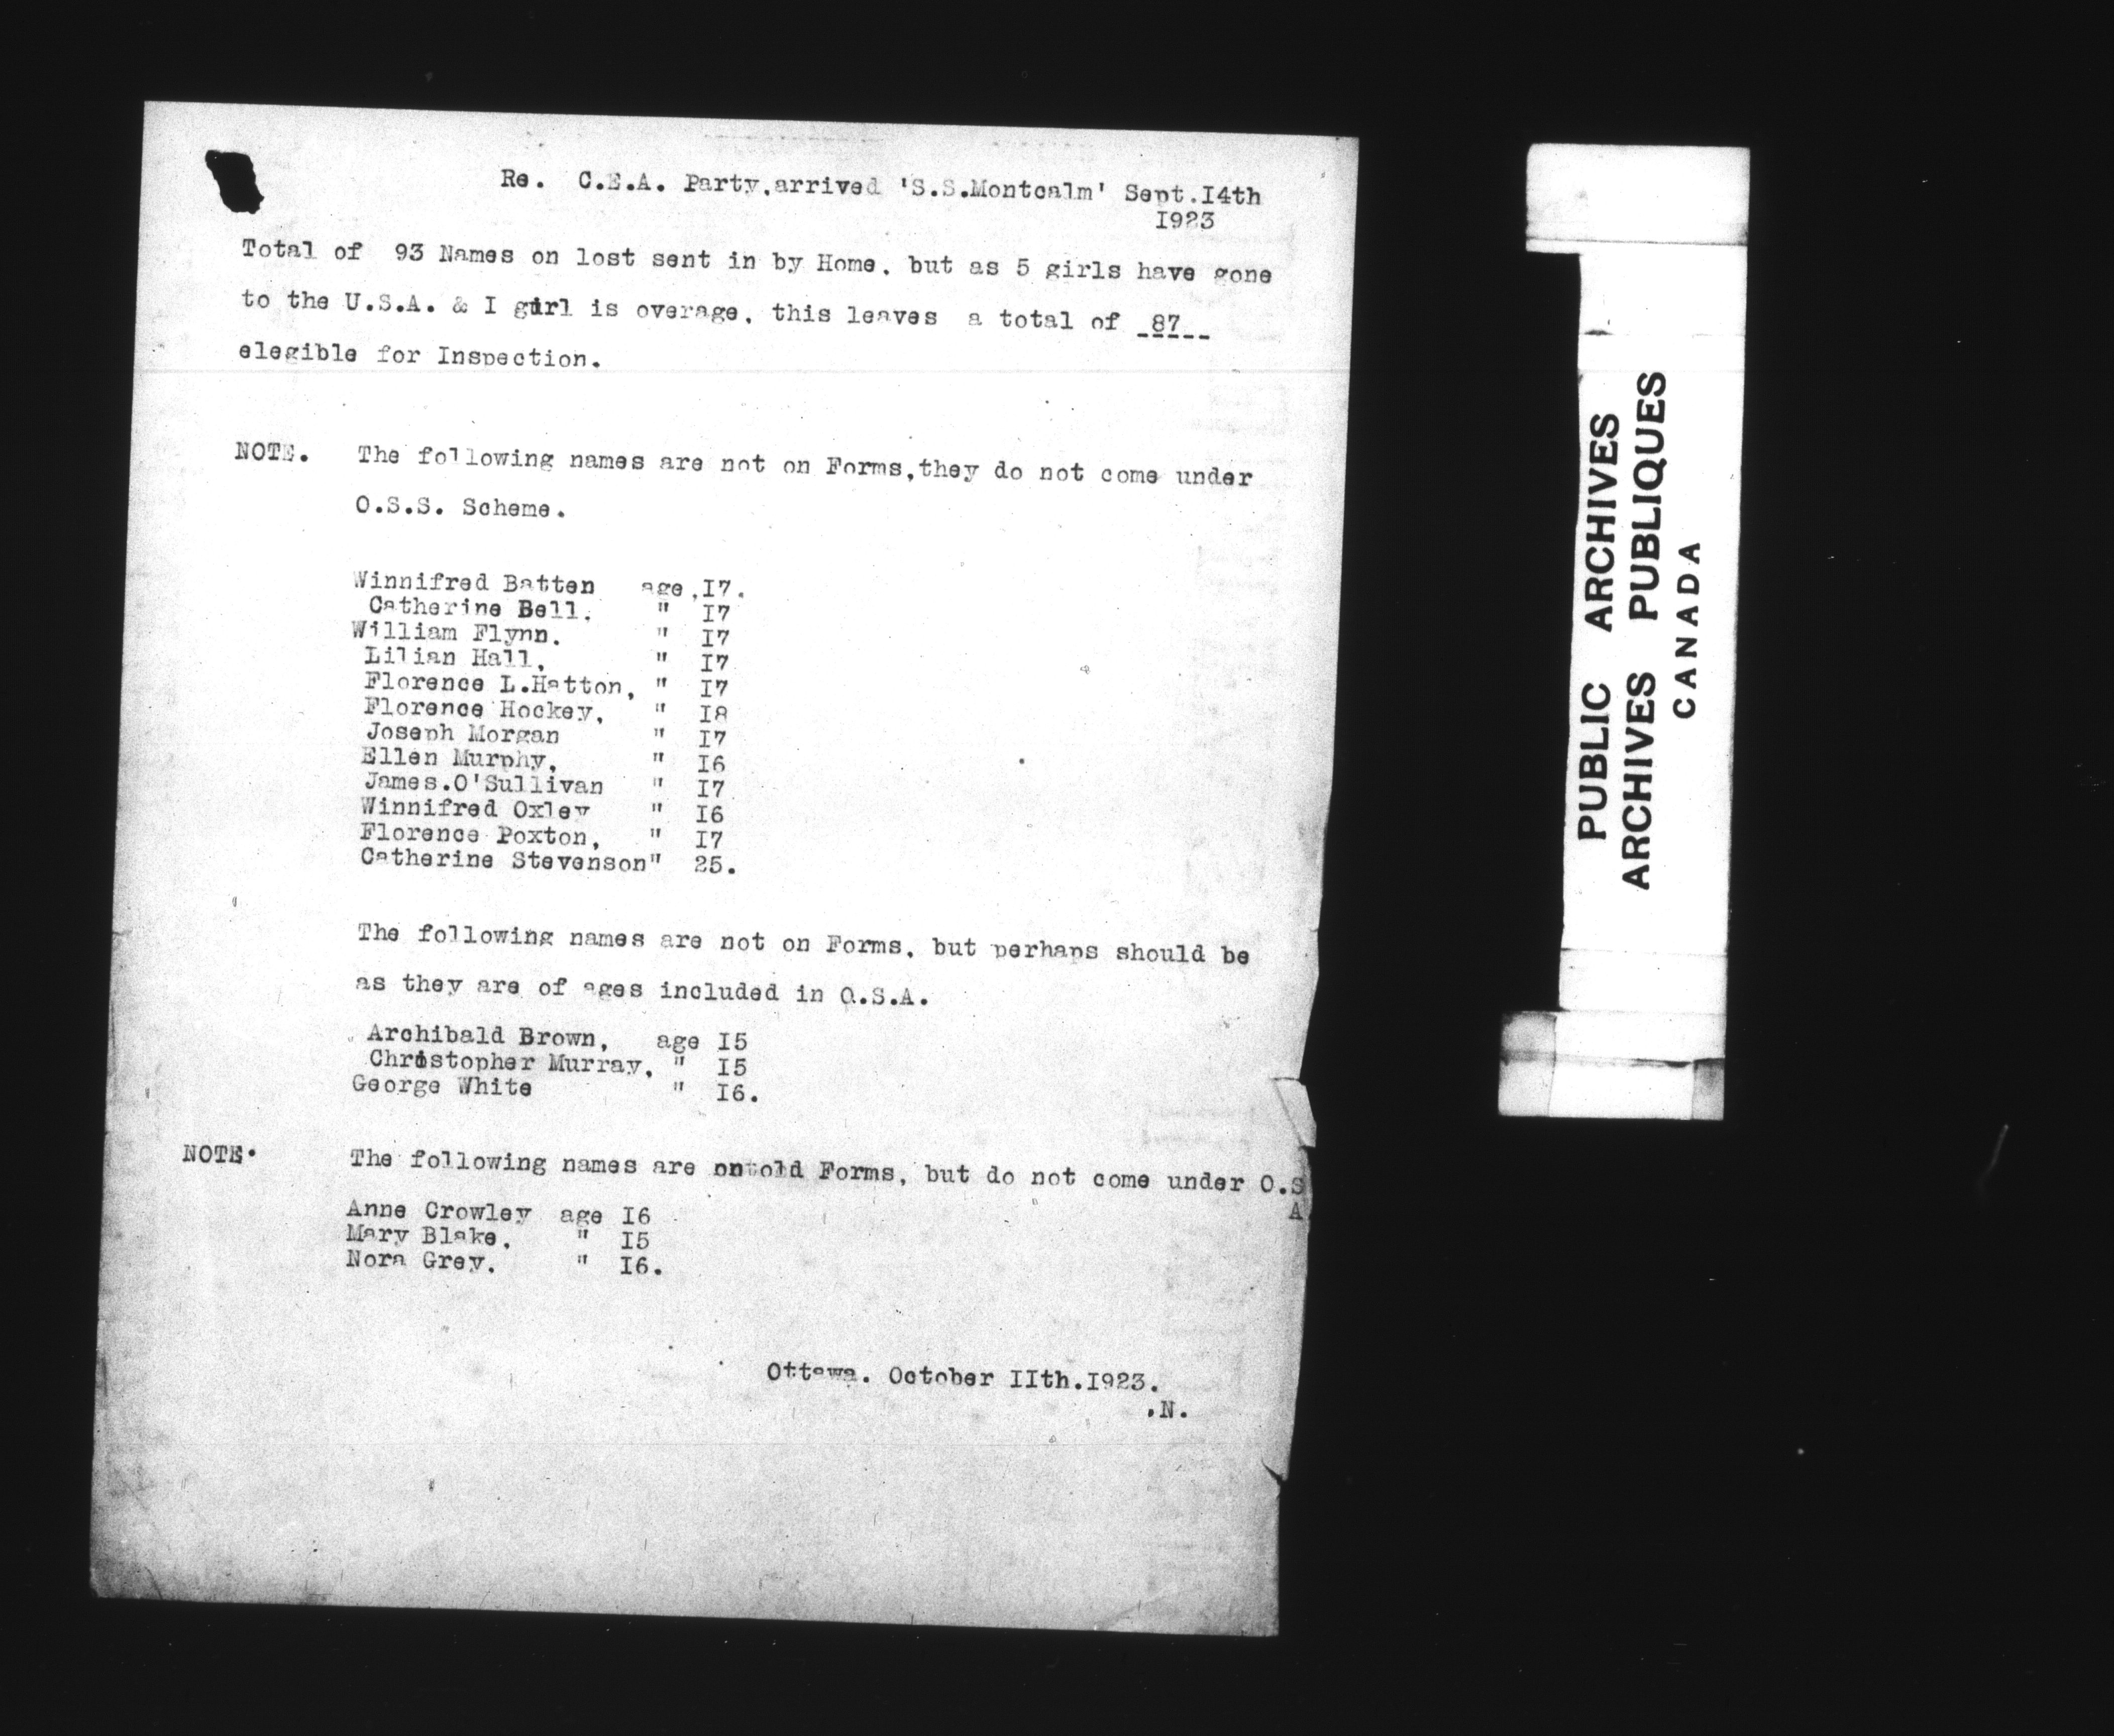 Re. C.E.A. Party,arrived 'S.S.Montcalm' Sept.I4th
I923
Total of 93 Names on lost sent in by Home, but as 5 girls have gone
to the U.S.A. & I girl is overage, this leaves a total of _87__
elegible for Inspection.
NOTE. The following names are not on Forms,they do not come under
O.S.S. Scheme.
Winnifred Batten age,I7.
Catherine Bell, " I7
William Flynn, " I7
Lilian Hall, " I7
Florence L.Hatton, " I7
Florence Hockey, " I8
Joseph Morgan " I7
Ellen Murphy, " I6
James.O'Sullivan " I7
Winnifred Oxley " I6
Florence Poxton, " I7
Catherine Stevenson" 25.
The following names are not on Forms, but perhaps should be
as they are of ages included in O.S.A.
Archibald Brown, age I5
Christopher Murray, " I5
George White " I6.
NOTE. The following names are on old Forms, but do not come under O.S
A
Anne Crowley age I6
Mary Blake, " I5
Nora Grey. " I6.
Ottawa. October IIth.I923.
.N.
PUBLIC ARCHIVES
ARCHIVES PUBLIQUES
CANADA